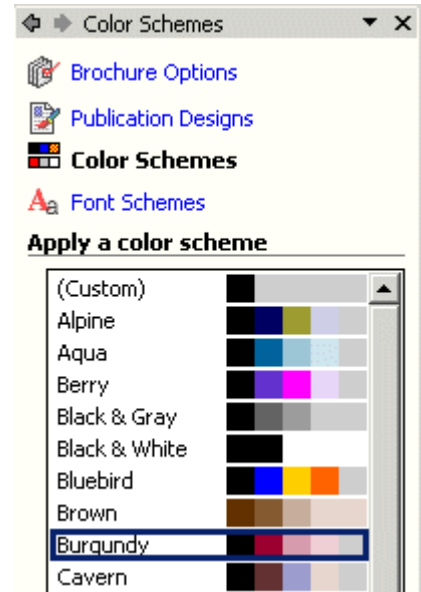 Color Schemes
Brochure Options
Publication Designs
Color Schemes
Font Schemes
Apply a color scheme
(Custom)
Alpine
Aqua
Berry
Black & Gray
Black & White
Bluebird
Brown
Burgundy
Cavern